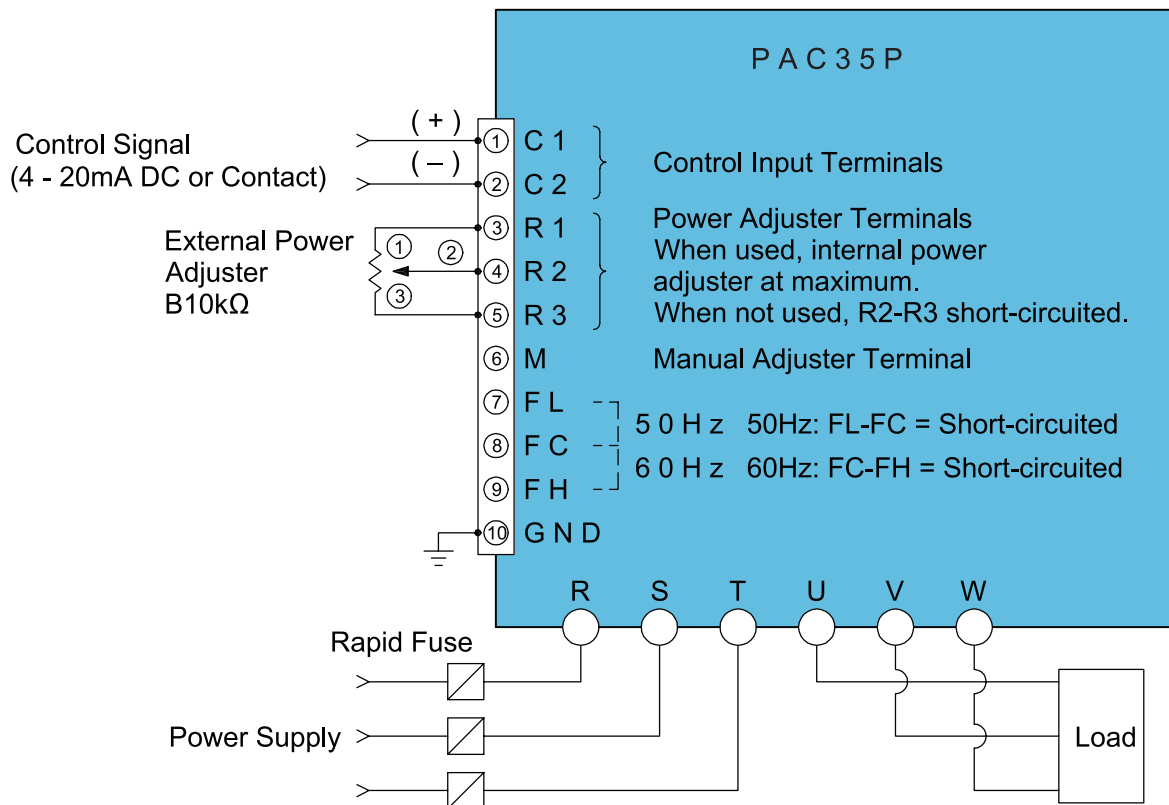 PAC35P
Control Signal
(4 - 20mA DC or Contact)
(+)
(–)
① C1
② C2
Control Input Terminals
External Power
Adjuster
B10kΩ
①
②
③
③ R1
④ R2
⑤ R3
Power Adjuster Terminals
When used, internal power
adjuster at maximum.
When not used, R2-R3 short-circuited.
⑥ M
Manual Adjuster Terminal
⑦ FL
⑧ FC
⑨ FH
50Hz 50Hz: FL-FC = Short-circuited
60Hz 60Hz: FC-FH = Short-circuited
⑩ GND
R S T U V W
Rapid Fuse
Power Supply
Load